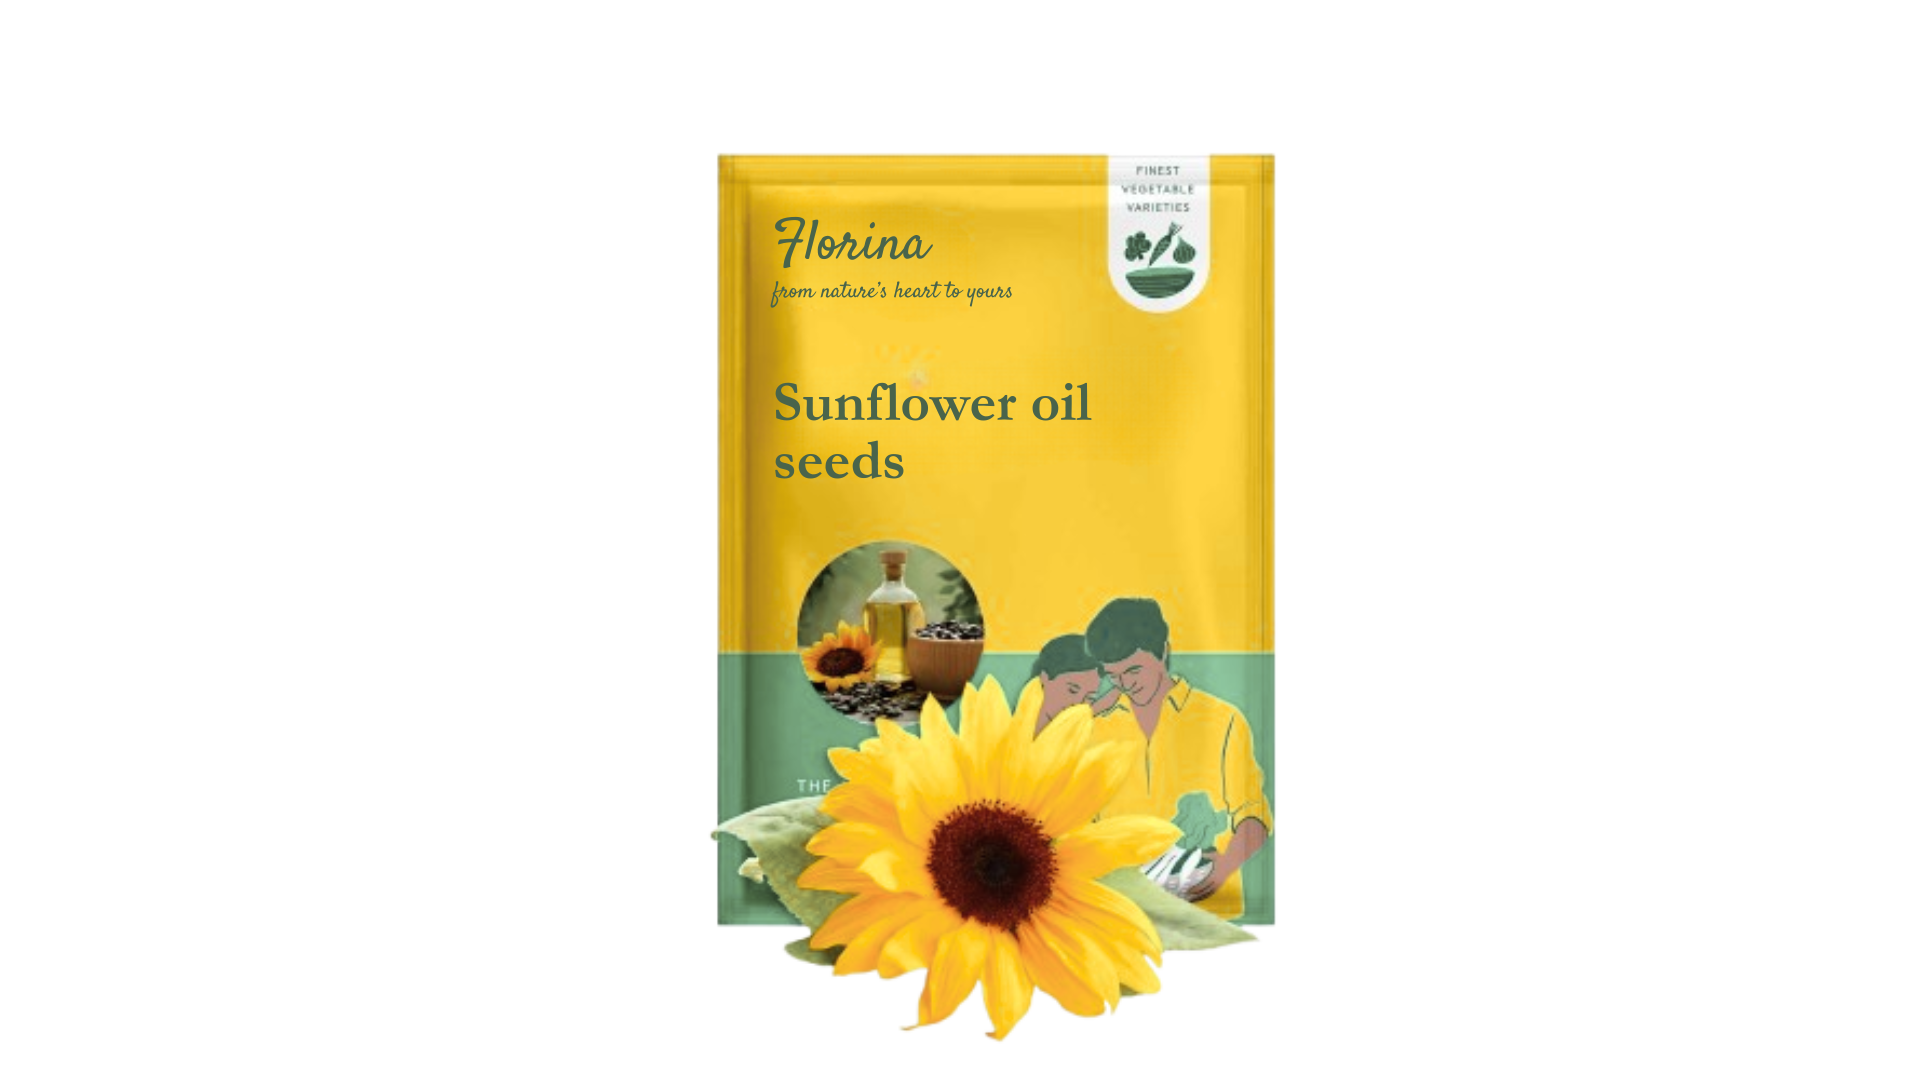 FINEST
VEGETABLE
VARIETIES
Florina
from nature's heart to yours
Sunflower oil
seeds
THE